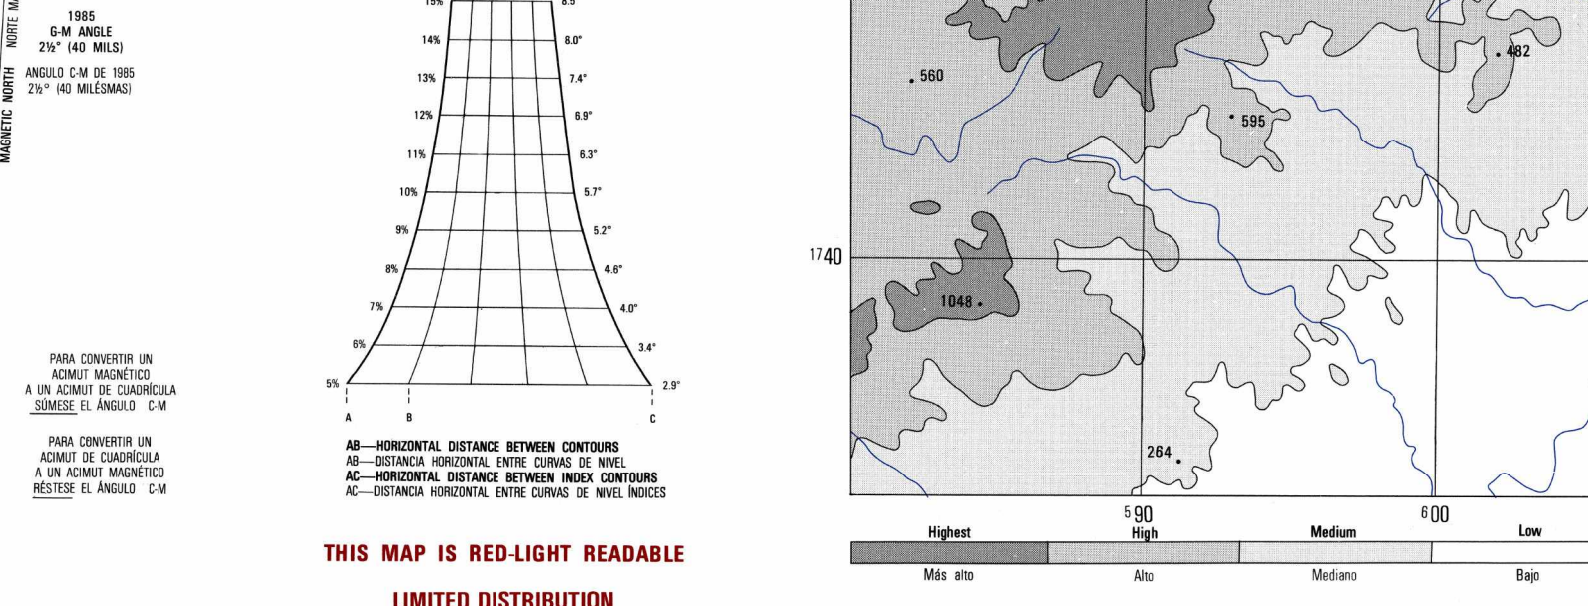 MAGNETIC NORTH
NORTE
1985
G-M ANGLE
2½° (40 MILS)
ANGULO C-M DE 1985
2½° (40 MILÉSMAS)
PARA CONVERTIR UN
ACIMUT MAGNÉTICO
A UN ACIMUT DE CUADRÍCULA
SÚMESE EL ÁNGULO C-M
PARA CONVERTIR UN
ACIMUT DE CUADRÍCULA
A UN ACIMUT MAGNÉTICO
RÉSTESE EL ÁNGULO C-M
15% 8.5°
14% 8.0°
13% 7.4°
12% 6.9°
11% 6.3°
10% 5.7°
9% 5.2°
8% 4.6°
7% 4.0°
6% 3.4°
5% 2.9°
A B C
AB—HORIZONTAL DISTANCE BETWEEN CONTOURS
AB—DISTANCIA HORIZONTAL ENTRE CURVAS DE NIVEL
AC—HORIZONTAL DISTANCE BETWEEN INDEX CONTOURS
AC—DISTANCIA HORIZONTAL ENTRE CURVAS DE NIVEL ÍNDICES
THIS MAP IS RED-LIGHT READABLE
LIMITED DISTRIBUTION
482
560
595
1740
1048
264
590 600
Highest High Medium Low
Más alto Alto Mediano Bajo